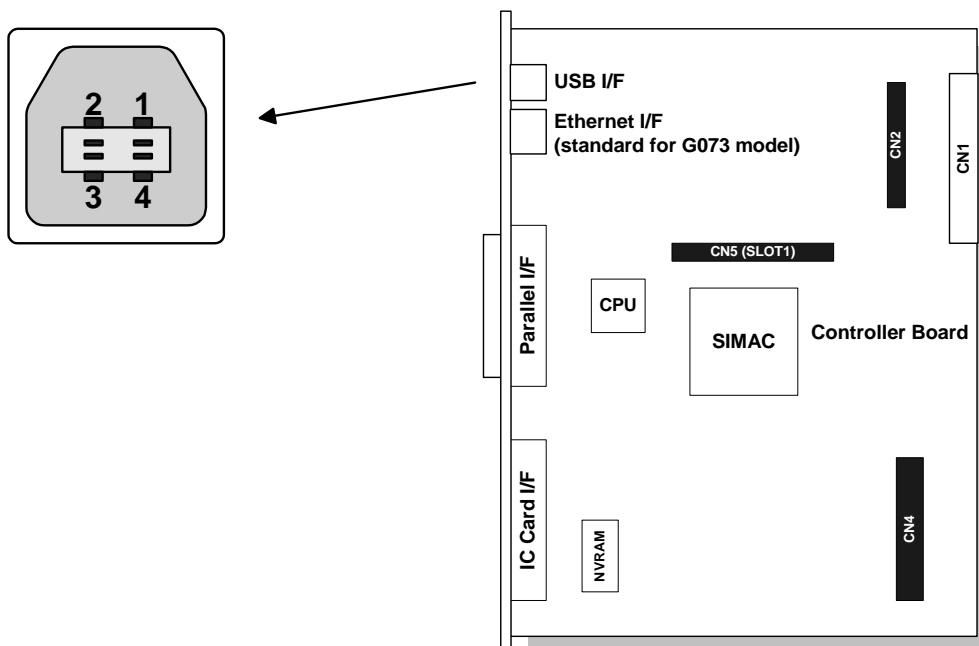 2 1
3 4
USB I/F
Ethernet I/F
(standard for G073 model)
CN2
CN1
CN5 (SLOT1)
Parallel I/F
CPU
SIMAC
Controller Board
IC Card I/F
NVRAM
CN4